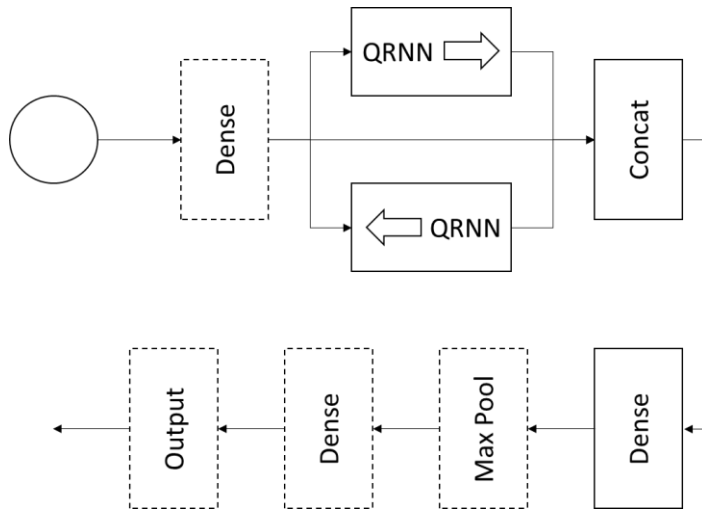 Dense
QRNN
QRNN
Concat
Dense
Max Pool
Dense
Output